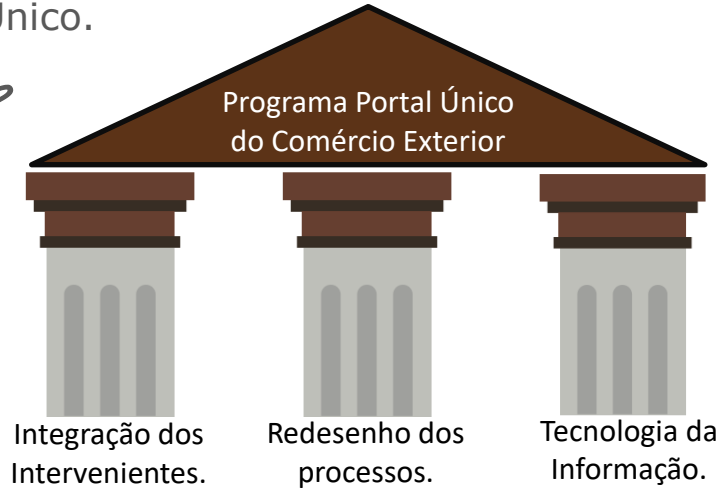 Único.
Programa Portal Único
do Comércio Exterior
Integração dos
Intervenientes.
Redesenho dos
processos.
Tecnologia da
Informação.